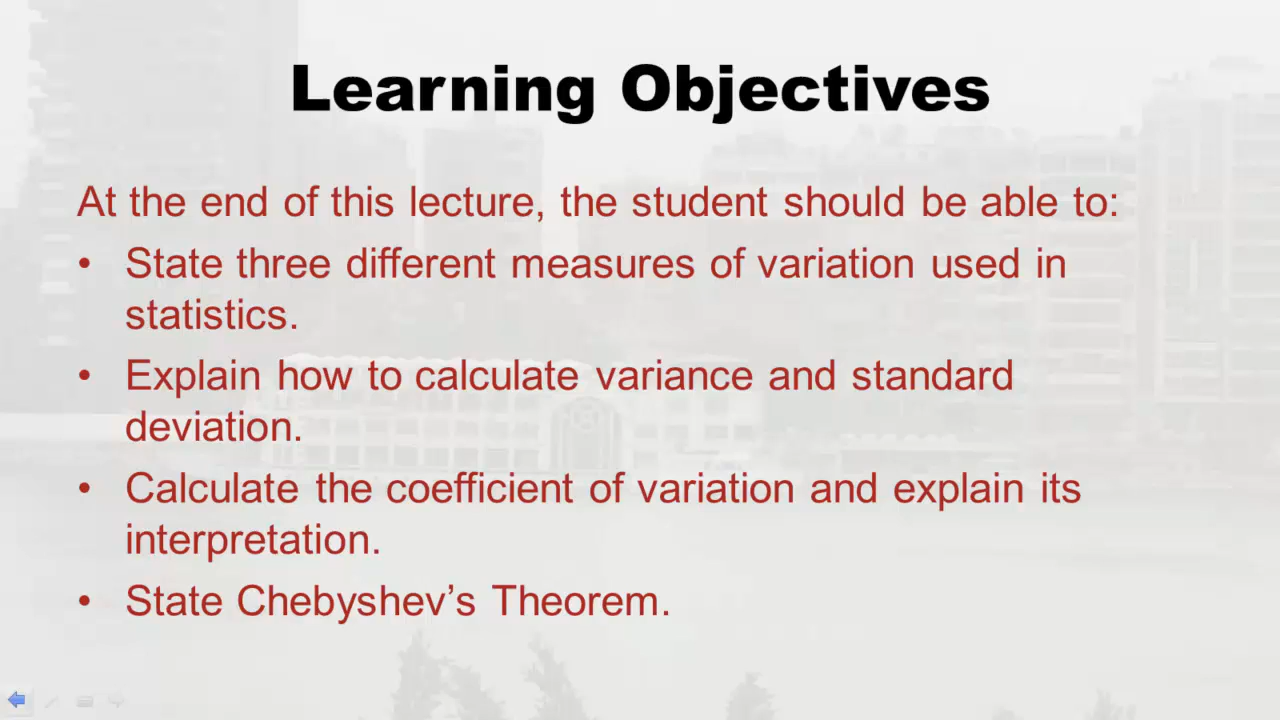 Learning Objectives
At the end of this lecture, the student should be able to:
• State three different measures of variation used in
statistics.
• Explain how to calculate variance and standard
deviation.
• Calculate the coefficient of variation and explain its
interpretation.
• State Chebyshev’s Theorem.